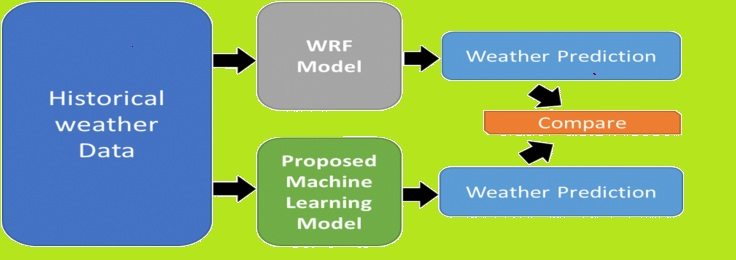 Historical
weather
Data
WRF
Model
Weather Prediction
Compare
Proposed
Machine
Learning
Model
Weather Prediction